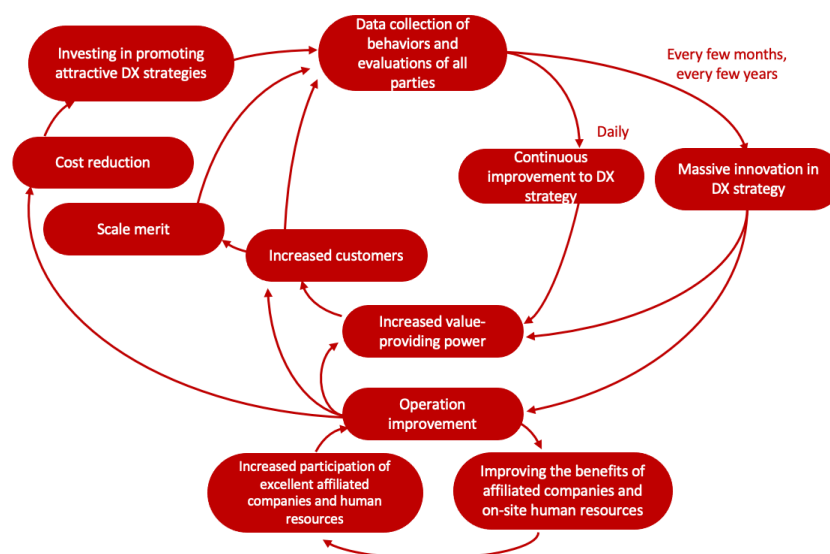 Data collection of
behaviors and
evaluations of all
parties
Investing in promoting
attractive DX strategies
Every few months,
every few years
Daily
Cost reduction
Continuous
improvement to DX
strategy
Massive innovation in
DX strategy
Scale merit
Increased customers
Increased value-
providing power
Operation
improvement
Increased participation of
excellent affiliated
companies and human
resources
Improving the benefits of
affiliated companies and
on-site human resources